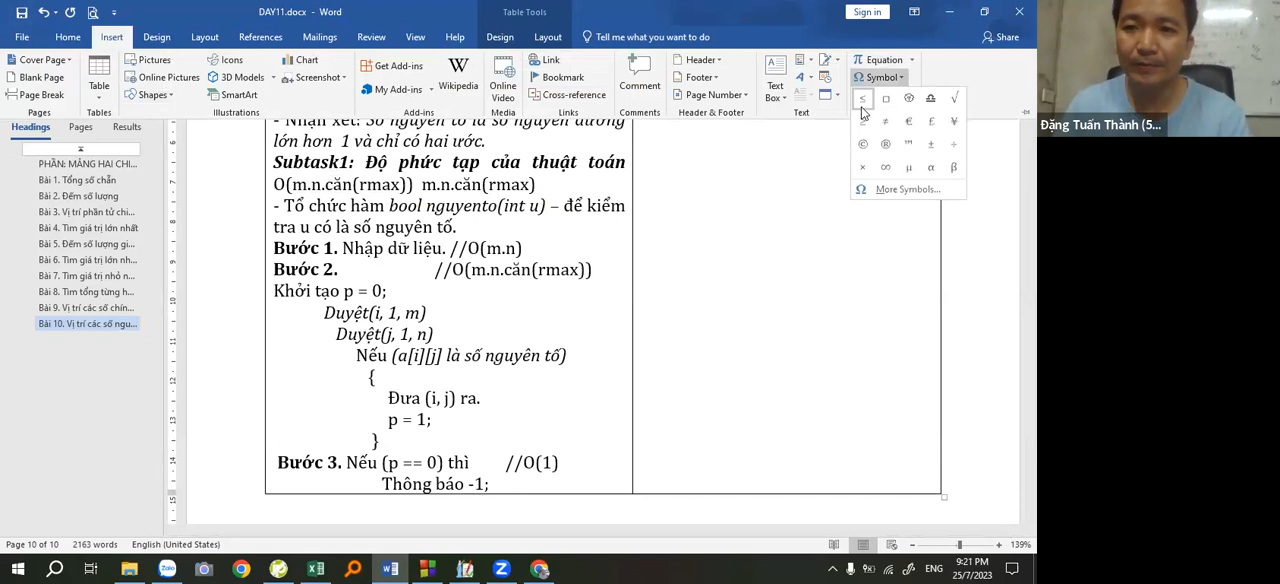 DAY11.docx - Word
Table Tools
Sign in
File Home Insert Design Layout References Mailings Review View Help Design Layout Tell me what you want to do Share
Cover Page
Blank Page
Page Break
Pages
Table
Tables
Pictures
Online Pictures
Shapes
Icons
3D Models
SmartArt
Chart
Screenshot
Illustrations
Get Add-ins
My Add-ins
Wikipedia
Add-ins
Online
Video
Media
Link
Bookmark
Cross-reference
Links
Comment
Comments
Header
Footer
Page Number
Header & Footer
Text
Box
Text
Equation
Symbol
≤ □ √
≥ ≠ € £ ¥
© ® ™ ± ÷
× ∞ µ α β
More Symbols...
Đặng Tuấn Thành (5...
Headings Pages Results
PHẦN: MẢNG HAI CHI...
Bài 1. Tổng số chẵn
Bài 2. Đếm số lượng
Bài 3. Vị trí phần tử chi...
Bài 4. Tìm giá trị lớn nhất
Bài 5. Đếm số lượng gi...
Bài 6. Tìm giá trị lớn nh...
Bài 7. Tìm giá trị nhỏ n...
Bài 8. Tìm tổng từng h...
Bài 9. Vị trí các số chín...
Bài 10. Vị trí các số ngu...
- Nhận xét: Số nguyên tố là số nguyên dương
lớn hơn 1 và chỉ có hai ước.
Subtask1: Độ phức tạp của thuật toán
O(m.n.căn(rmax)) m.n.căn(rmax)
- Tổ chức hàm bool nguyento(int u) – để kiểm
tra u có là số nguyên tố.
Bước 1. Nhập dữ liệu. //O(m.n)
Bước 2. //O(m.n.căn(rmax))
Khởi tạo p = 0;
Duyệt(i, 1, m)
Duyệt(j, 1, n)
Nếu (a[i][j] là số nguyên tố)
{
Đưa (i, j) ra.
p = 1;
}
Bước 3. Nếu (p == 0) thì //O(1)
Thông báo -1;
Page 10 of 10 2163 words English (United States) 139%
Zalo
ENG
9:21 PM
25/7/2023